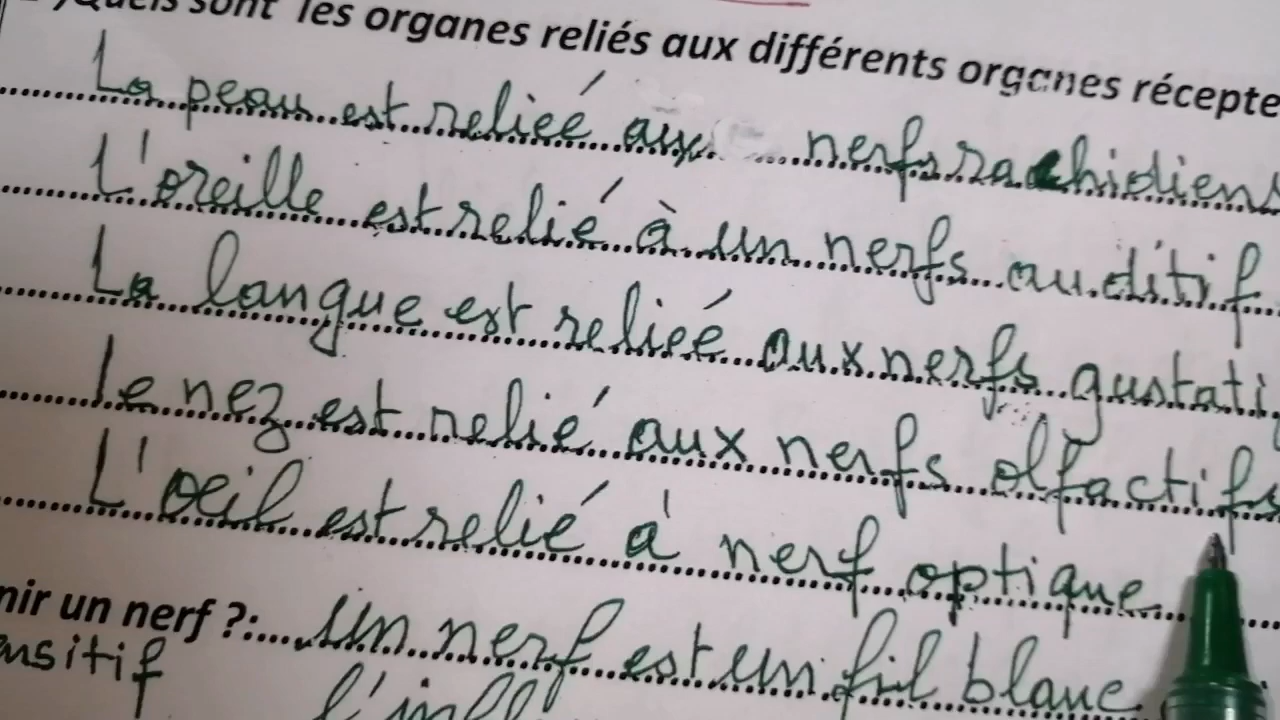 Quels sont les organes reliés aux différents organes récepte
La peau est reliéé aux nerfs rachidiens
L'oreille est relié à un nerfs auditif
La langue est reliéé aux nerfs gustati
le nez est relié aux nerfs olfactifs
L'oeil est relié à nerf optique
nir un nerf ?: Un nerf est un fil blanc
nsitif